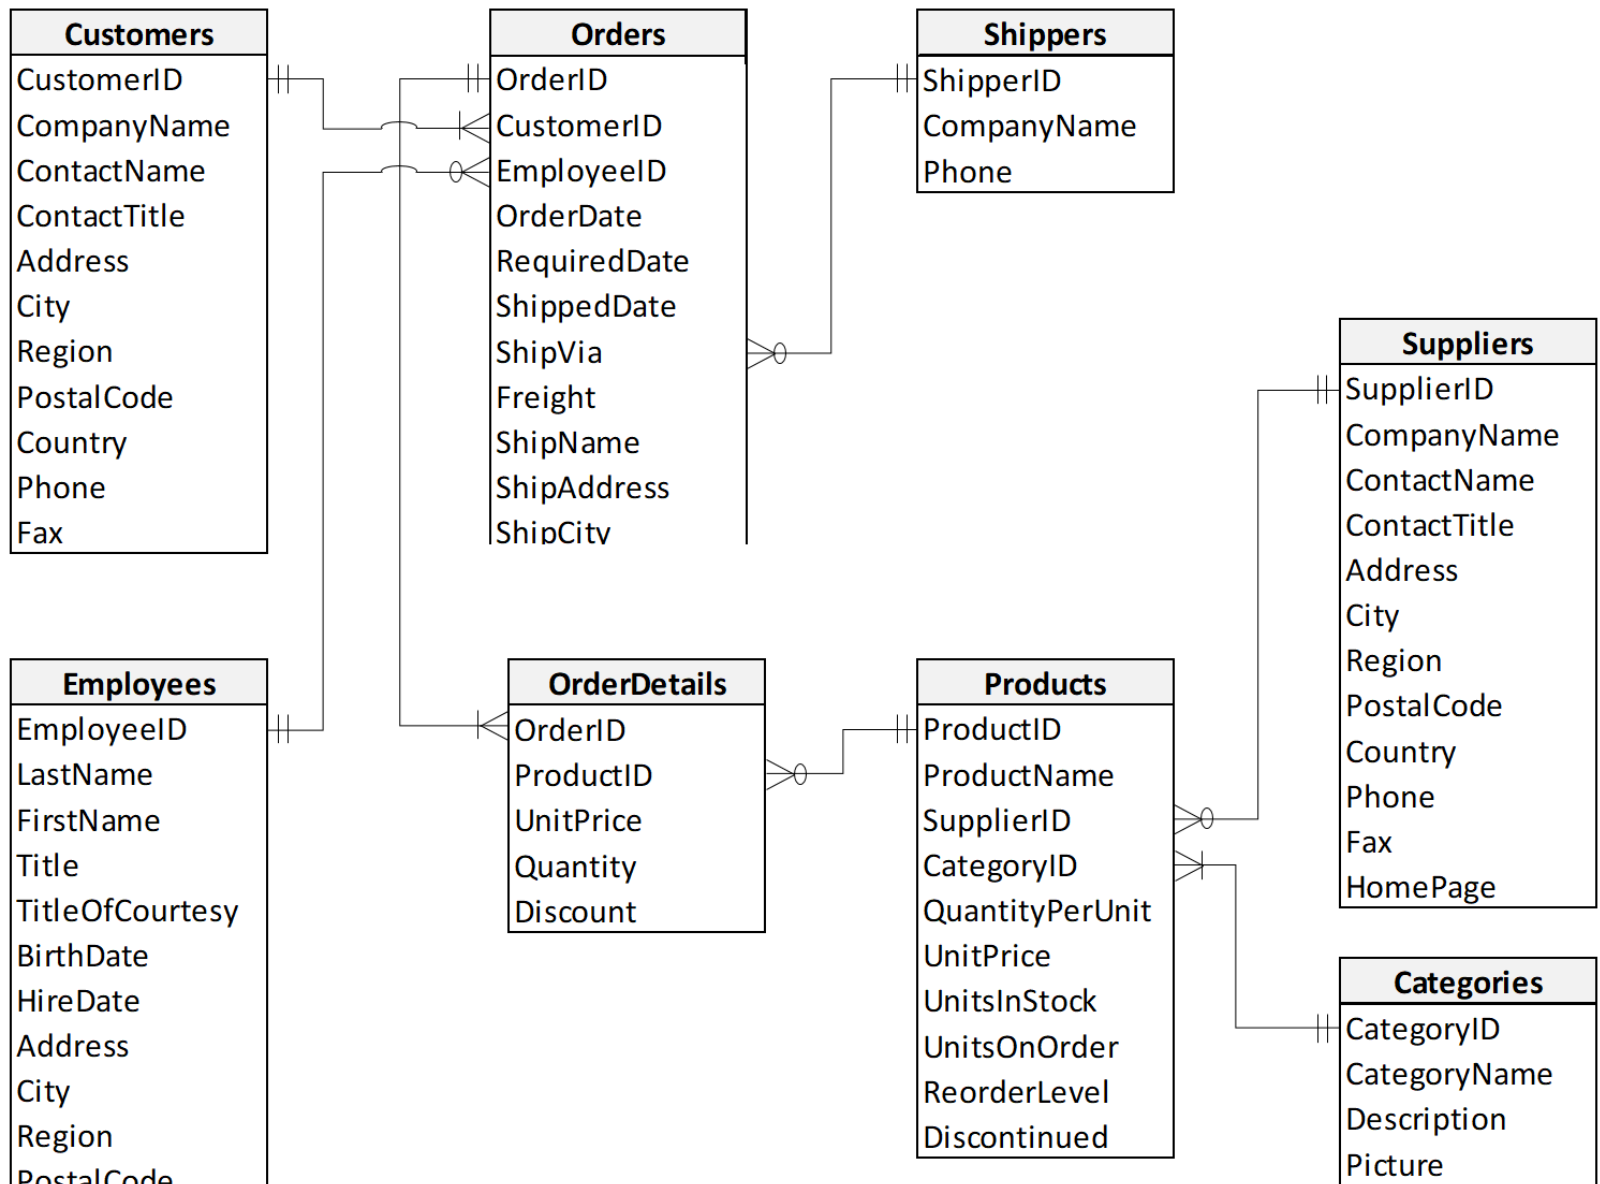 Customers
CustomerID
CompanyName
ContactName
ContactTitle
Address
City
Region
PostalCode
Country
Phone
Fax
Orders
OrderID
CustomerID
EmployeeID
OrderDate
RequiredDate
ShippedDate
ShipVia
Freight
ShipName
ShipAddress
ShipCity
Shippers
ShipperID
CompanyName
Phone
Suppliers
SupplierID
CompanyName
ContactName
ContactTitle
Address
City
Region
PostalCode
Country
Phone
Fax
HomePage
Employees
EmployeeID
LastName
FirstName
Title
TitleOfCourtesy
BirthDate
HireDate
Address
City
Region
PostalCode
OrderDetails
OrderID
ProductID
UnitPrice
Quantity
Discount
Products
ProductID
ProductName
SupplierID
CategoryID
QuantityPerUnit
UnitPrice
UnitsInStock
UnitsOnOrder
ReorderLevel
Discontinued
Categories
CategoryID
CategoryName
Description
Picture